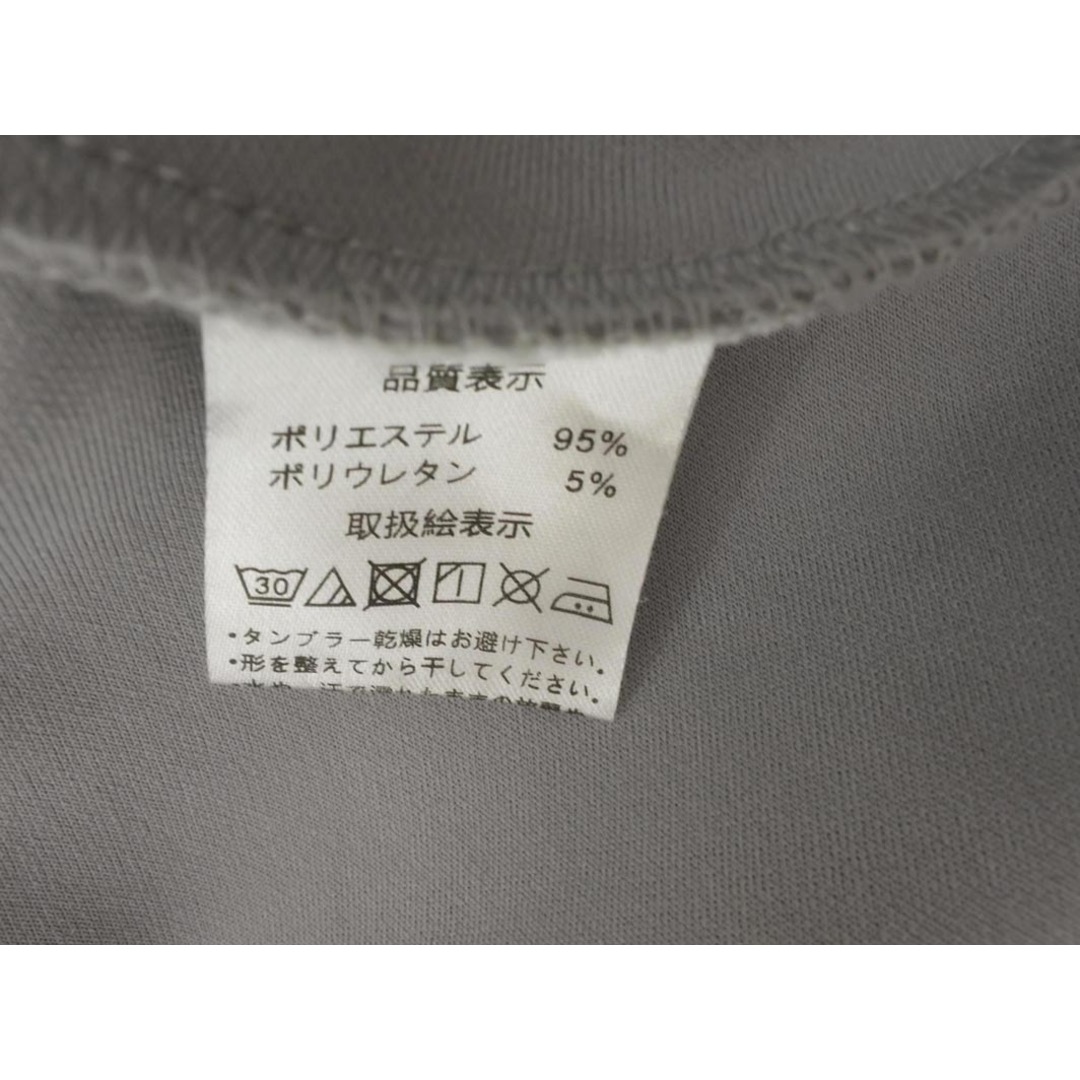 品質表示
ポリエステル 95%
ポリウレタン 5%
取扱絵表示
30
・タンブラー乾燥はお避け下さい。
・形を整えてから干してください。